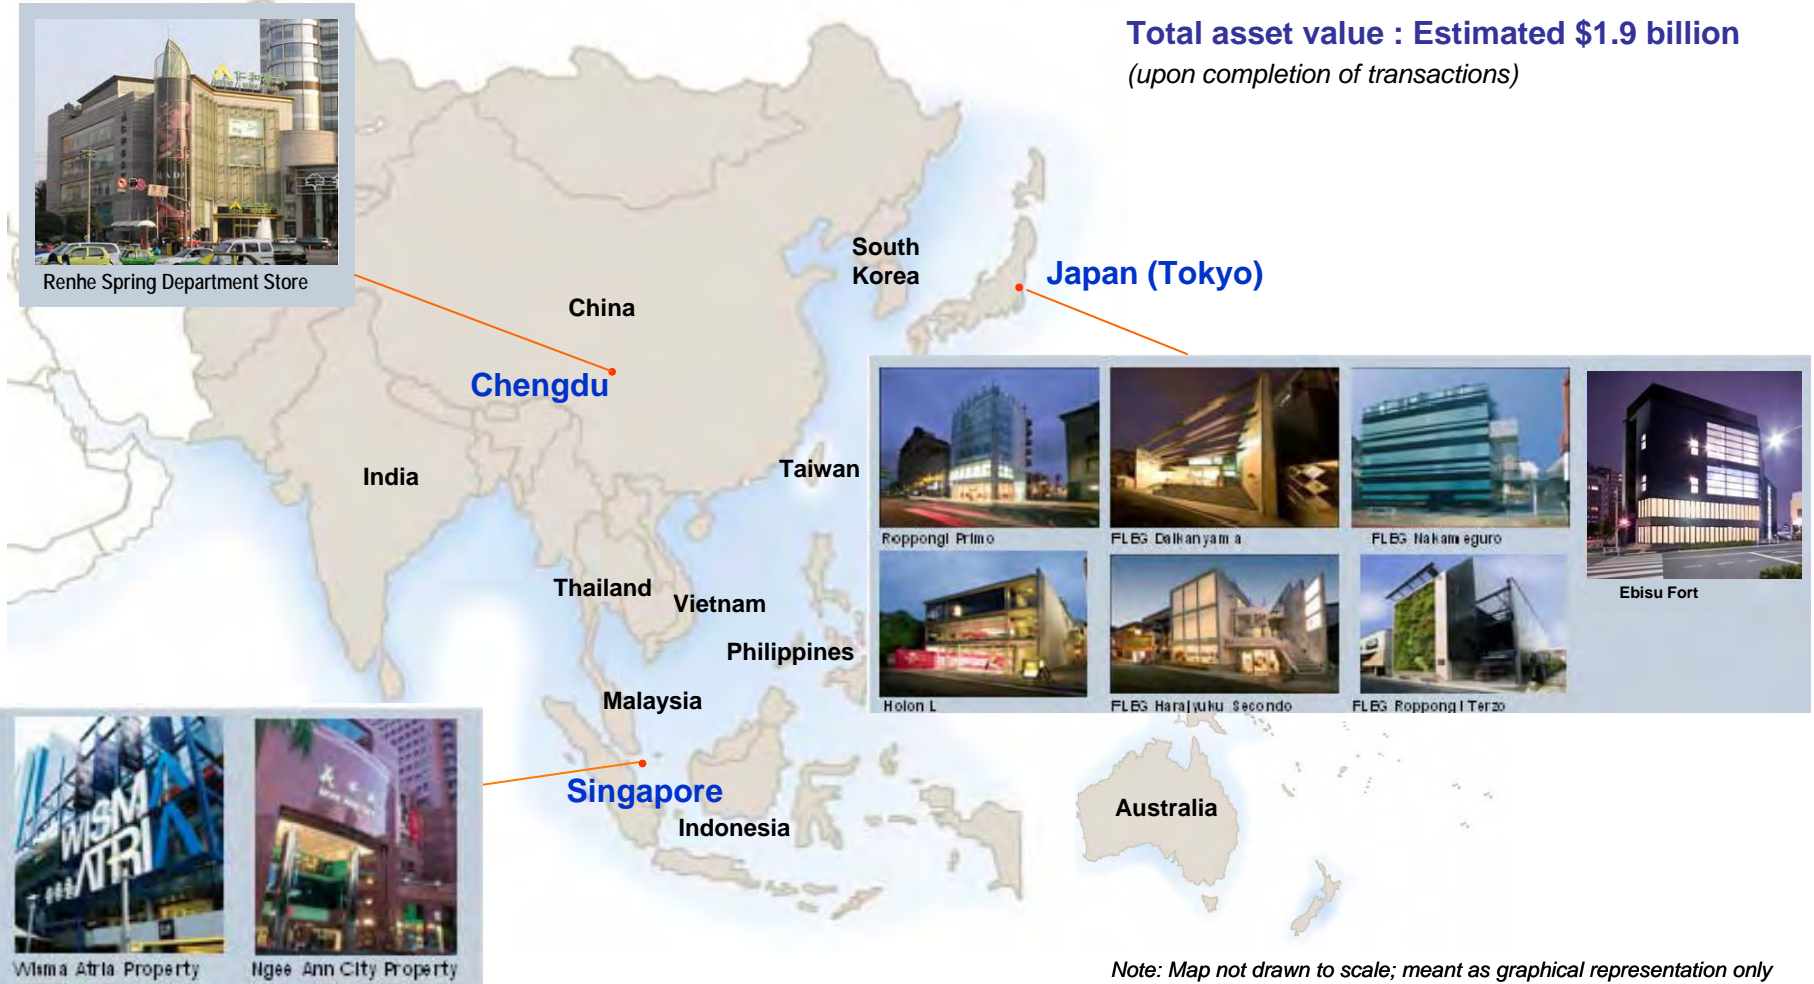 Total asset value : Estimated $1.9 billion
(upon completion of transactions)
Renhe Spring Department Store
South
Korea
Japan (Tokyo)
China
Chengdu
India
Taiwan
Thailand
Vietnam
Philippines
Malaysia
Singapore
Indonesia
Australia
Roppongi Primo
FLEG Daikanyama
FLEG Nakameguro
Ebisu Fort
Holon L
FLEG Harajyuku Secondo
FLEG Roppongi Terzo
WISMA
ATRIA
Wisma Atria Property
Ngee Ann City Property
Note: Map not drawn to scale; meant as graphical representation only